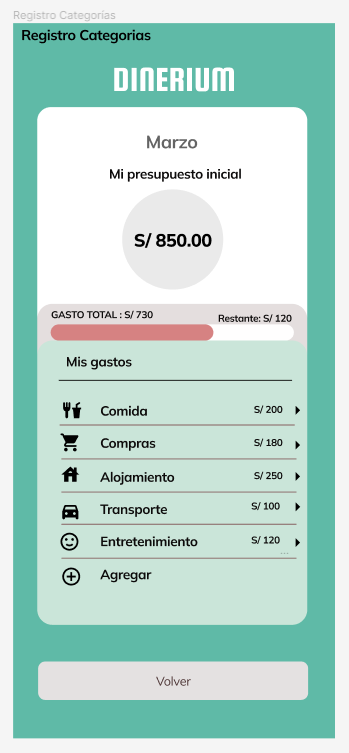 Registro Categorías
Registro Categorias
DINERIUM
Marzo
Mi presupuesto inicial
S/ 850.00
GASTO TOTAL : S/ 730
Restante: S/ 120
Mis gastos
Comida S/ 200
Compras S/ 180
Alojamiento S/ 250
Transporte S/ 100
Entretenimiento S/ 120
...
Agregar
Volver